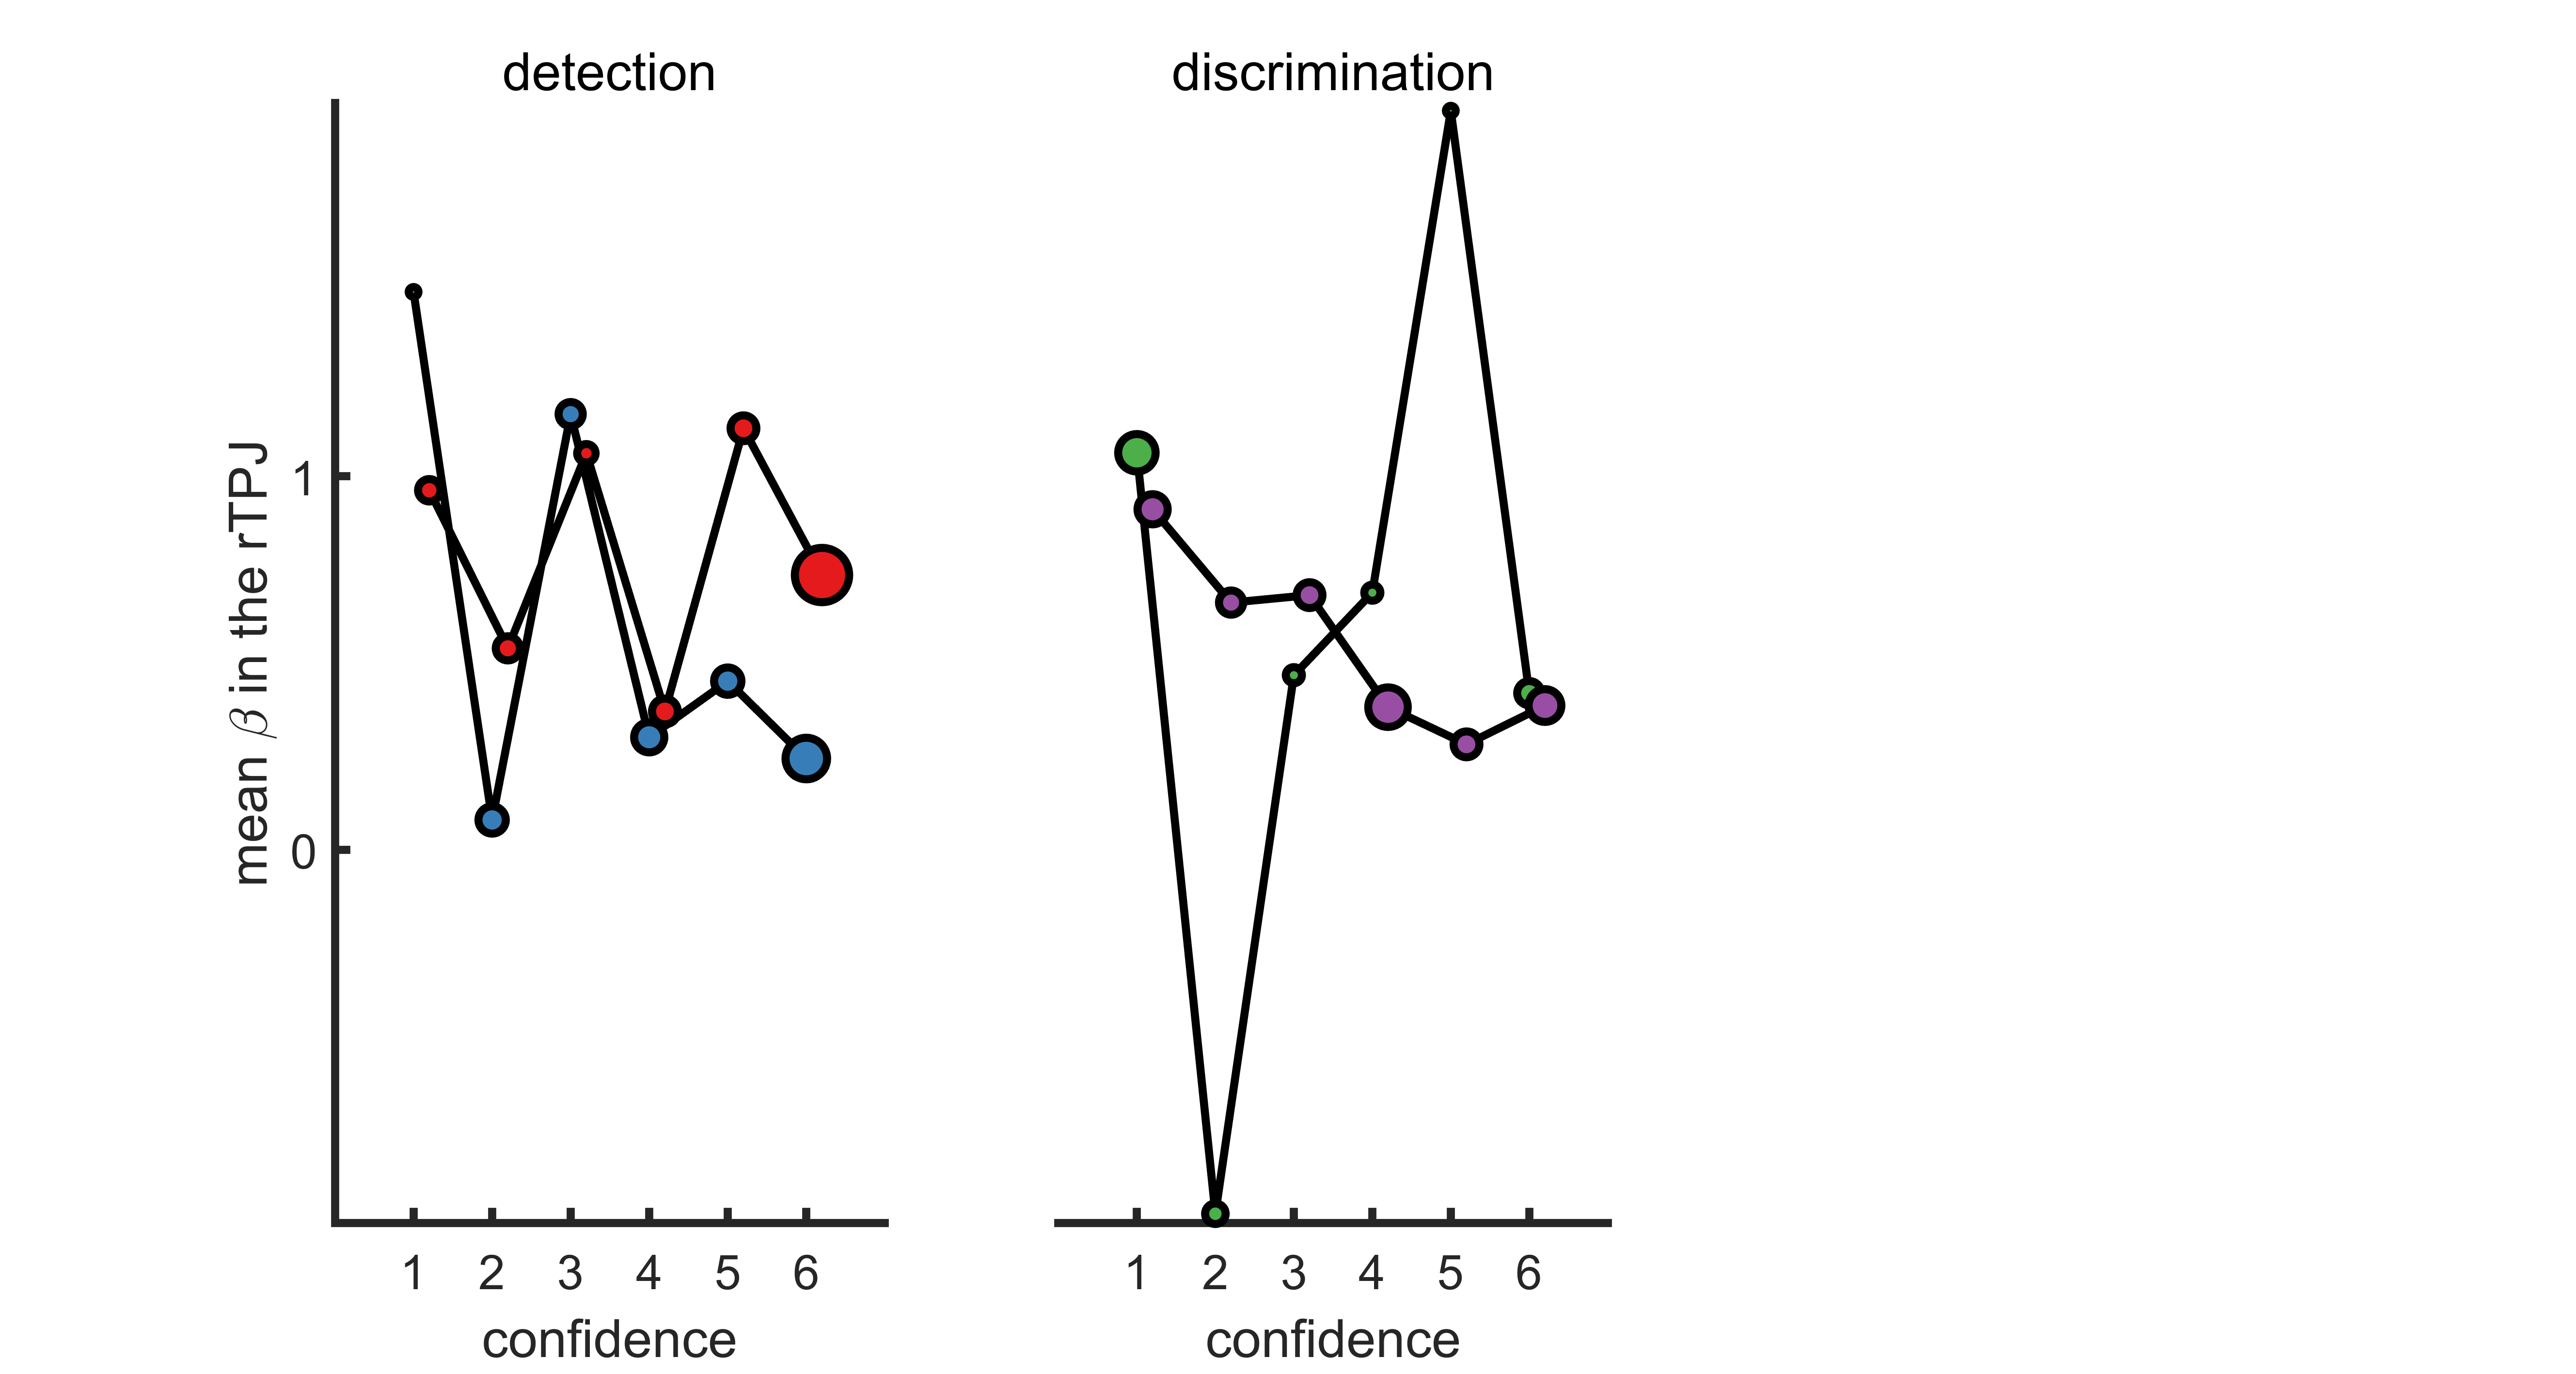 detection
discrimination
mean β in the rTPJ
1
0
1 2 3 4 5 6
confidence
1 2 3 4 5 6
confidence